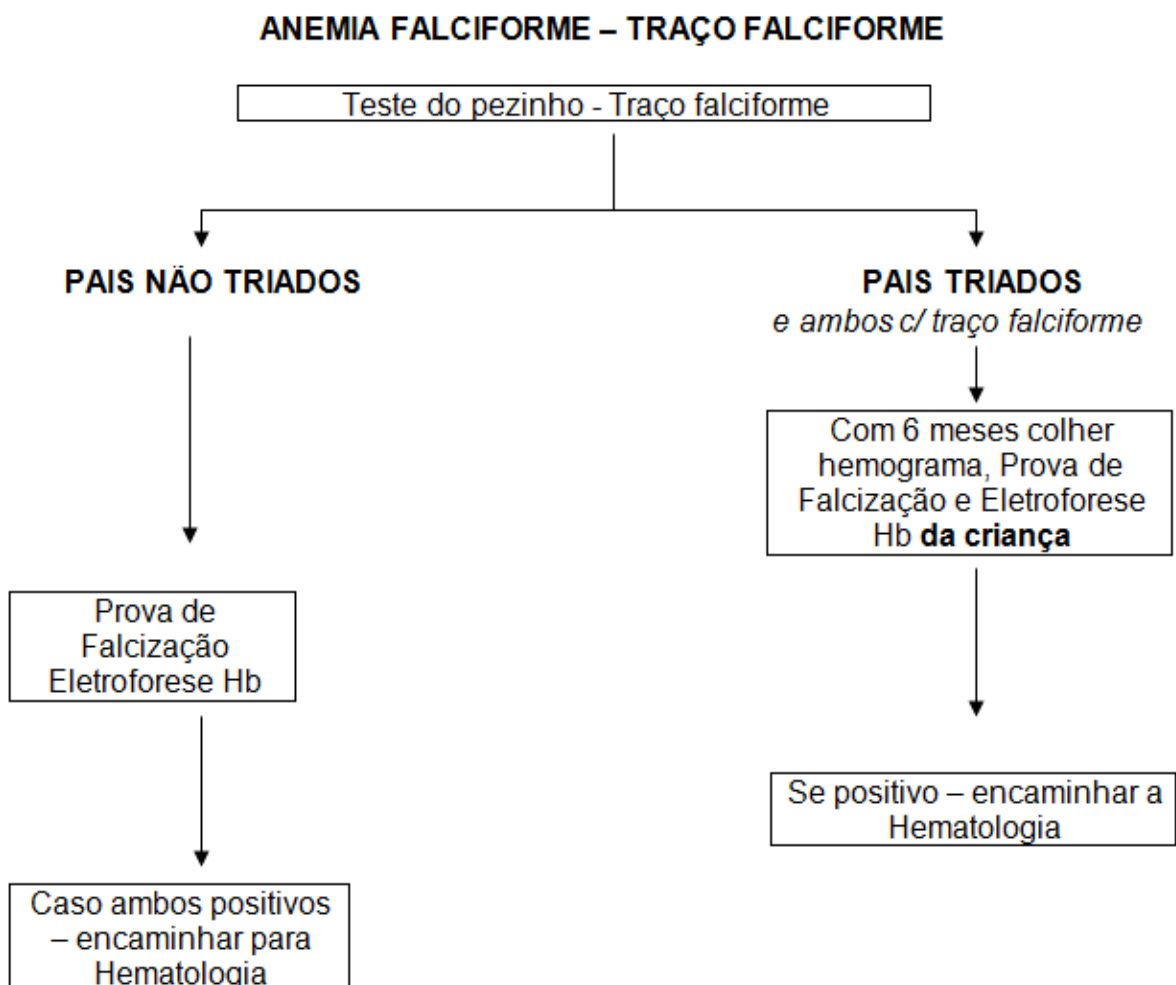 ANEMIA FALCIFORME – TRAÇO FALCIFORME
Teste do pezinho - Traço falciforme
PAIS NÃO TRIADOS
PAIS TRIADOS
e ambos c/ traço falciforme
Com 6 meses colher
hemograma, Prova de
Falcização e Eletroforese
Hb da criança
Prova de
Falcização
Eletroforese Hb
Se positivo – encaminhar a
Hematologia
Caso ambos positivos
– encaminhar para
Hematologia